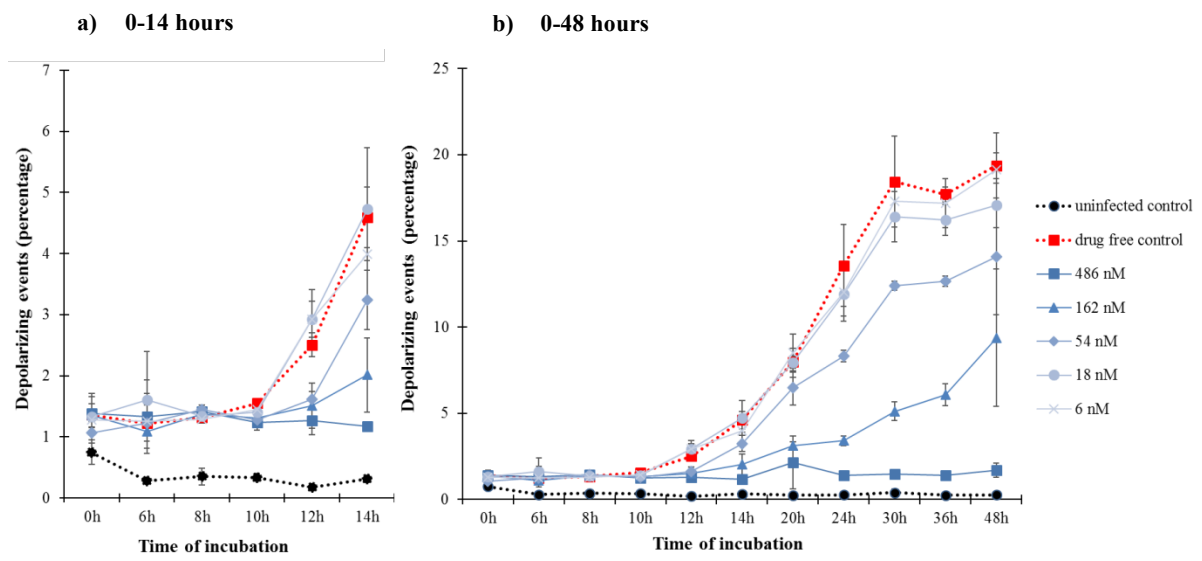 a) 0-14 hours
7
6
5
4
3
2
1
0
Depolarizing events (percentage)
0h 6h 8h 10h 12h 14h
Time of incubation
b) 0-48 hours
25
20
15
10
5
0
Depolarizing events (percentage)
0h 6h 8h 10h 12h 14h 20h 24h 30h 36h 48h
Time of incubation
uninfected control
drug free control
486 nM
162 nM
54 nM
18 nM
6 nM